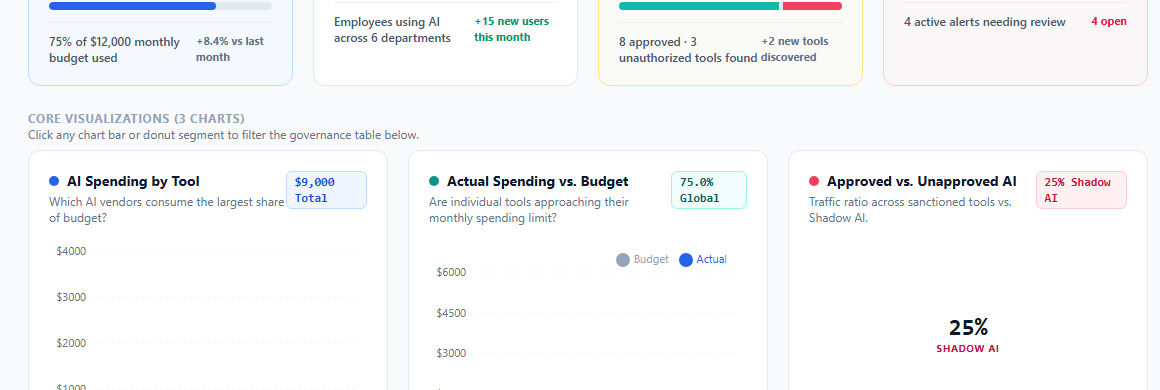 75% of $12,000 monthly
budget used
+8.4% vs last
month
Employees using AI
across 6 departments
+15 new users
this month
8 approved · 3
unauthorized tools found
+2 new tools
discovered
4 active alerts needing review
4 open
CORE VISUALIZATIONS (3 CHARTS)
Click any chart bar or donut segment to filter the governance table below.
AI Spending by Tool
$9,000
Total
Which AI vendors consume the largest share
of budget?
$4000
$3000
$2000
$1000
Actual Spending vs. Budget
75.0%
Global
Are individual tools approaching their
monthly spending limit?
Budget
Actual
$6000
$4500
$3000
Approved vs. Unapproved AI
25% Shadow
AI
Traffic ratio across sanctioned tools vs.
Shadow AI.
25%
SHADOW AI